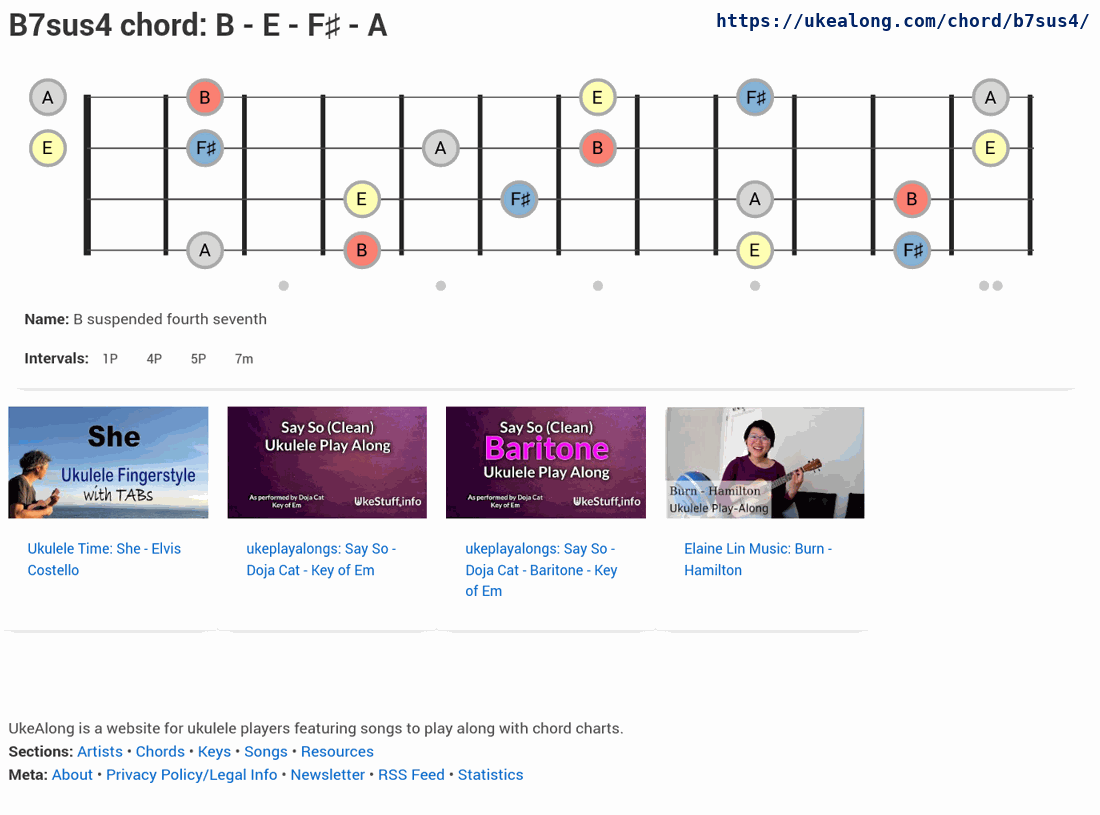 B7sus4 chord: B - E - F♯ - A
https://ukealong.com/chord/b7sus4/
A B E F♯ A
E F♯ A B E
E F♯ A B
A B E F♯
Name: B suspended fourth seventh
Intervals: 1P 4P 5P 7m
She
Ukulele Fingerstyle
with TABs
Say So (Clean)
Ukulele Play Along
As performed by Doja Cat
Key of Em
UkeStuff.info
Say So (Clean)
Baritone
Ukulele Play Along
As performed by Doja Cat
Key of Em
UkeStuff.info
Burn - Hamilton
Ukulele Play-Along
Ukulele Time: She - Elvis
Costello
ukeplayalongs: Say So -
Doja Cat - Key of Em
ukeplayalongs: Say So -
Doja Cat - Baritone - Key
of Em
Elaine Lin Music: Burn -
Hamilton
UkeAlong is a website for ukulele players featuring songs to play along with chord charts.
Sections: Artists • Chords • Keys • Songs • Resources
Meta: About • Privacy Policy/Legal Info • Newsletter • RSS Feed • Statistics